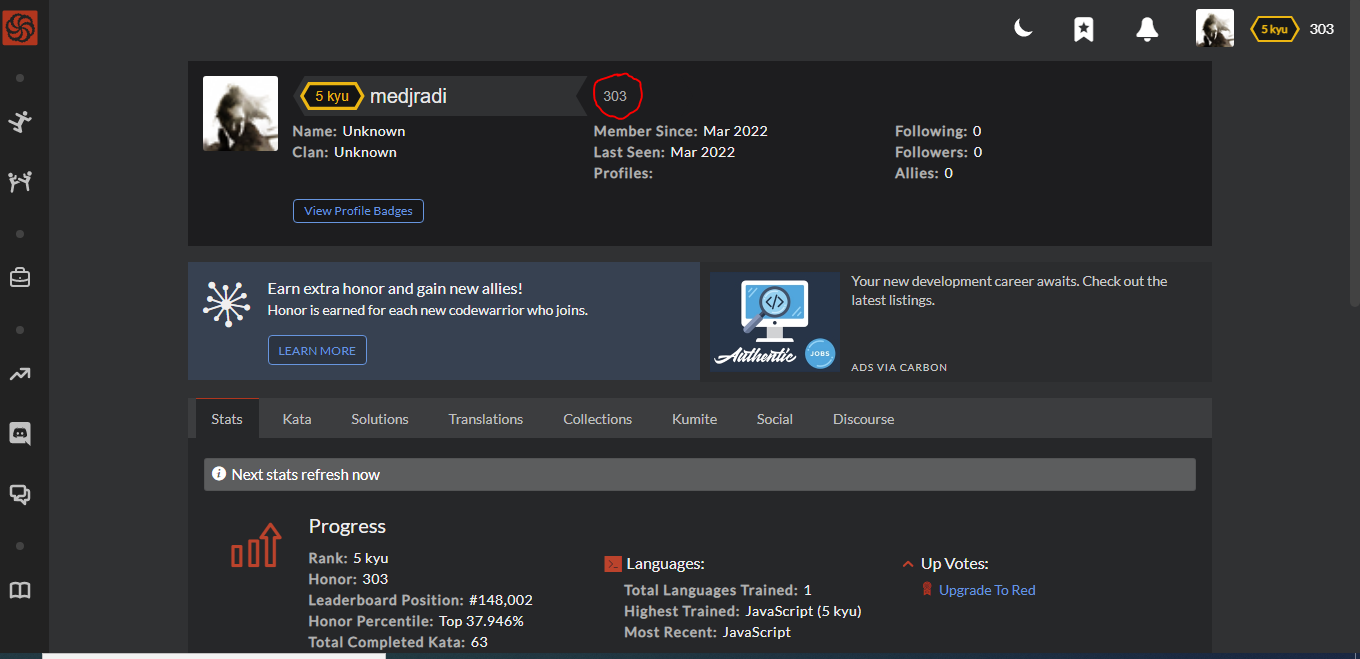 5 kyu 303
5 kyu medjradi 303
Name: Unknown
Clan: Unknown
Member Since: Mar 2022
Last Seen: Mar 2022
Profiles:
Following: 0
Followers: 0
Allies: 0
View Profile Badges
Earn extra honor and gain new allies!
Honor is earned for each new codewarrior who joins.
LEARN MORE
Authentic
JOBS
Your new development career awaits. Check out the
latest listings.
ADS VIA CARBON
Stats Kata Solutions Translations Collections Kumite Social Discourse
Next stats refresh now
Progress
Rank: 5 kyu
Honor: 303
Leaderboard Position: #148,002
Honor Percentile: Top 37.946%
Total Completed Kata: 63
Languages:
Total Languages Trained: 1
Highest Trained: JavaScript (5 kyu)
Most Recent: JavaScript
Up Votes:
Upgrade To Red